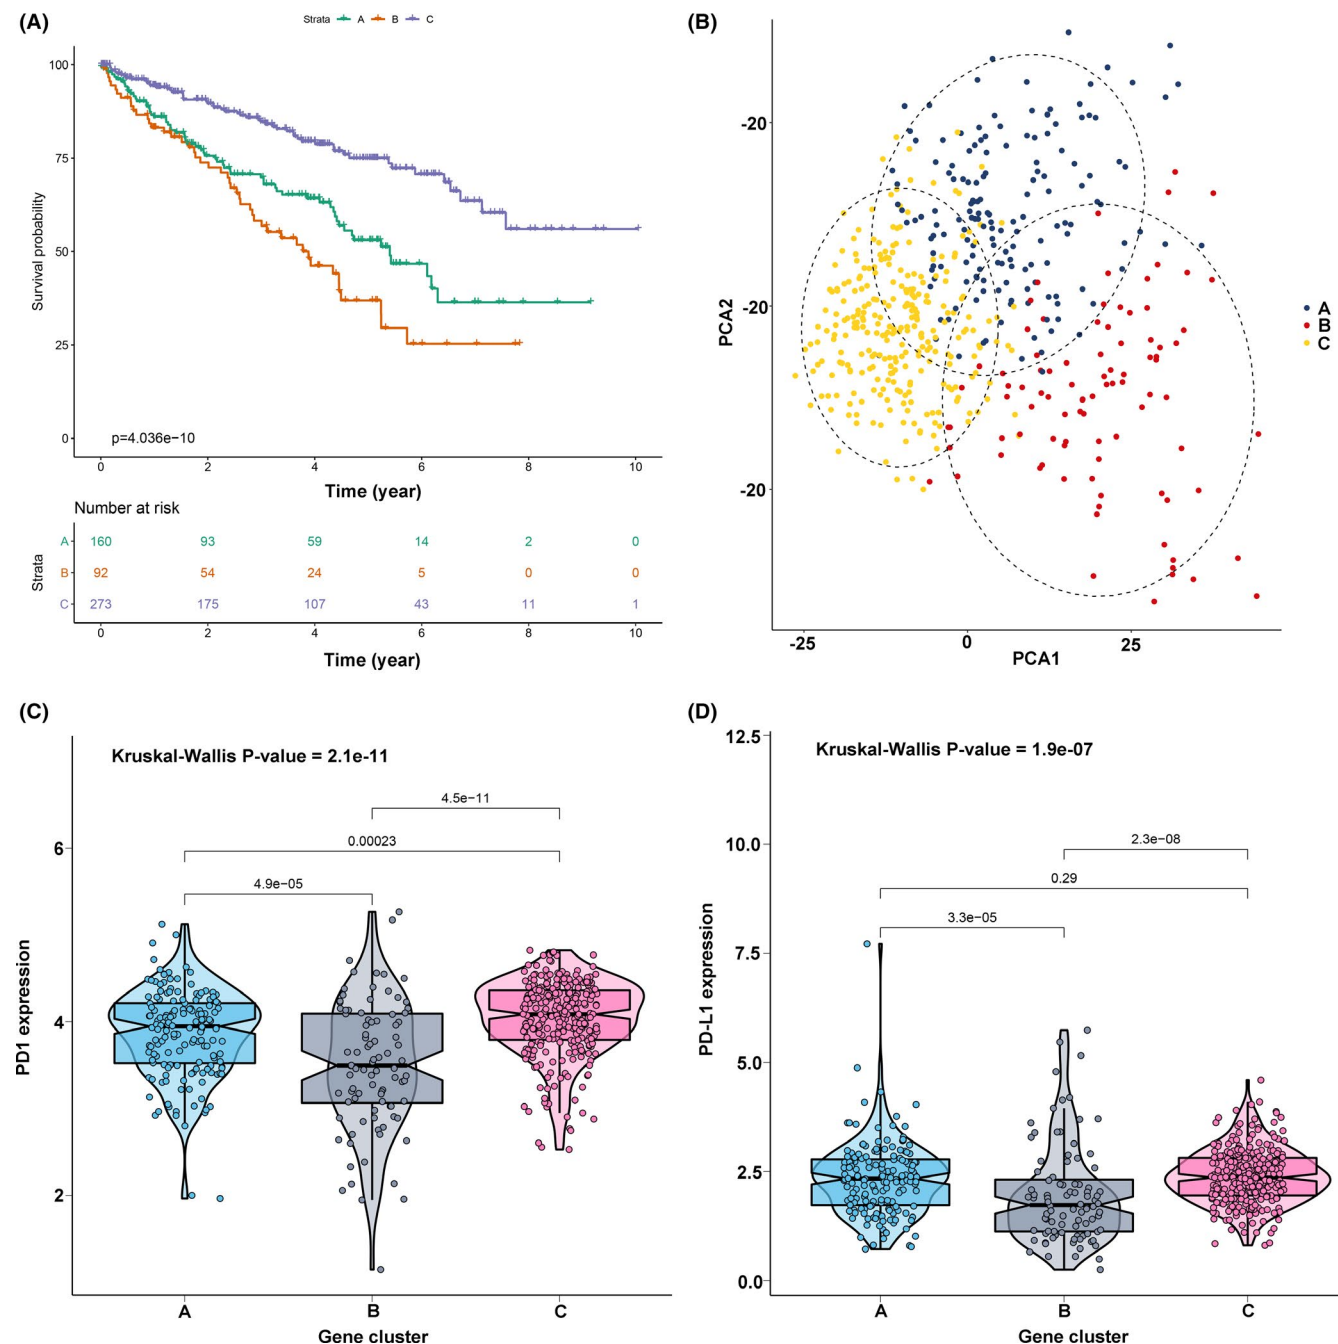 (A)
Strata A B C
100
75
50
25
0
Survival probability
p=4.036e−10
0 2 4 6 8 10
Time (year)
Number at risk
Strata
A 160 93 59 14 2 0
B 92 54 24 5 0 0
C 273 175 107 43 11 1
0 2 4 6 8 10
Time (year)
(B)
-20
-20
-20
PCA2
-25 0 25
PCA1
A
B
C
(C)
Kruskal-Wallis P-value = 2.1e-11
4.5e−11
0.00023
4.9e−05
6
4
2
PD1 expression
A B C
Gene cluster
(D)
Kruskal-Wallis P-value = 1.9e-07
2.3e−08
0.29
3.3e−05
12.5
10.0
7.5
5.0
2.5
0.0
PD-L1 expression
A B C
Gene cluster